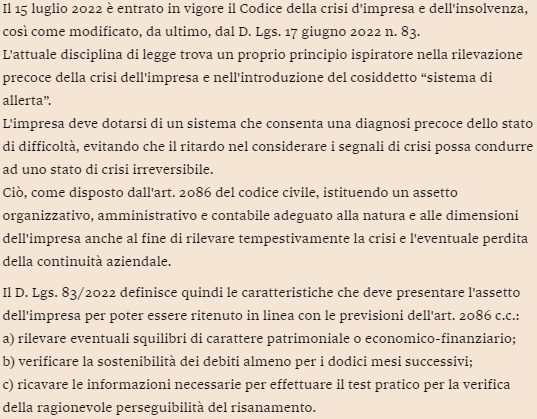 Il 15 luglio 2022 è entrato in vigore il Codice della crisi d'impresa e dell'insolvenza,
così come modificato, da ultimo, dal D. Lgs. 17 giugno 2022 n. 83.
L'attuale disciplina di legge trova un proprio principio ispiratore nella rilevazione
precoce della crisi dell'impresa e nell'introduzione del cosiddetto “sistema di
allerta”.
L'impresa deve dotarsi di un sistema che consenta una diagnosi precoce dello stato
di difficoltà, evitando che il ritardo nel considerare i segnali di crisi possa condurre
ad uno stato di crisi irreversibile.
Ciò, come disposto dall'art. 2086 del codice civile, istituendo un assetto
organizzativo, amministrativo e contabile adeguato alla natura e alle dimensioni
dell'impresa anche al fine di rilevare tempestivamente la crisi e l'eventuale perdita
della continuità aziendale.
Il D. Lgs. 83/2022 definisce quindi le caratteristiche che deve presentare l'assetto
dell'impresa per poter essere ritenuto in linea con le previsioni dell'art. 2086 c.c.:
a) rilevare eventuali squilibri di carattere patrimoniale o economico-finanziario;
b) verificare la sostenibilità dei debiti almeno per i dodici mesi successivi;
c) ricavare le informazioni necessarie per effettuare il test pratico per la verifica
della ragionevole perseguibilità del risanamento.